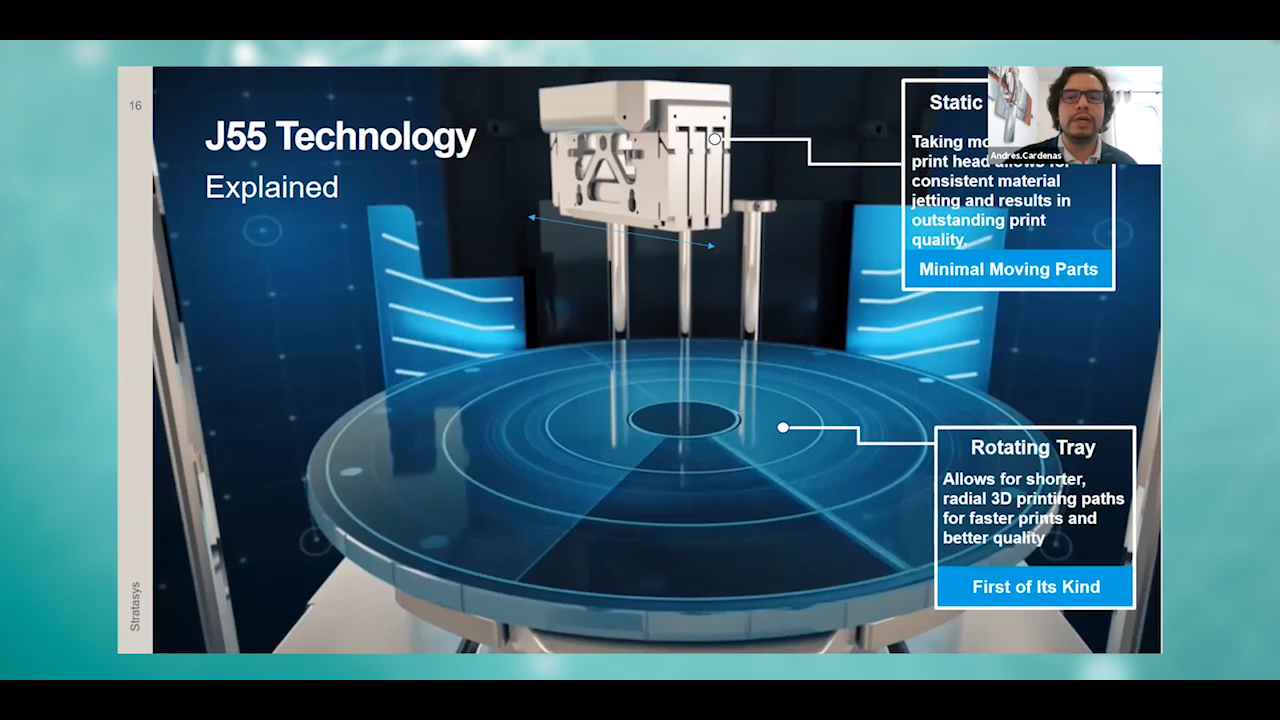 16
J55 Technology
Explained
Static
Taking mo
print head allows for
consistent material
jetting and results in
outstanding print
quality.
Minimal Moving Parts
Andres.Cardenas
Rotating Tray
Allows for shorter,
radial 3D printing paths
for faster prints and
better quality
First of Its Kind
Stratasys